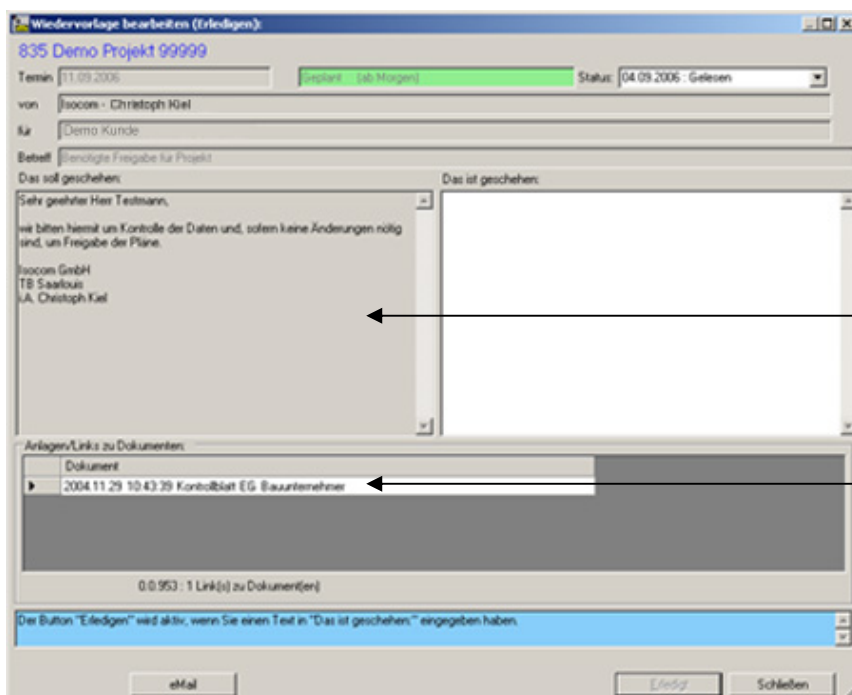 Wiedervorlage bearbeiten (Erledigen):
835 Demo Projekt 99999
Termin 11.09.2006 Geplant (ab Morgen) Status: 04.09.2006 : Gelesen
von Isocom - Christoph Kiel
für Demo Kunde
Betreff Benötigte Freigabe für Projekt
Das soll geschehen: Das ist geschehen:
Sehr geehrter Herr Testmann,
wir bitten hiermit um Kontrolle der Daten und, sofern keine Änderungen nötig
sind, um Freigabe der Pläne.
Isocom GmbH
TB Saarlouis
i.A. Christoph Kiel
Anlagen/Links zu Dokumenten:
Dokument
2004.11.29 10:43:39 Kontrollblatt EG Bauunternehmer
0.0.953 : 1 Link(s) zu Dokument(en)
Der Button "Erledigen" wird aktiv, wenn Sie einen Text in "Das ist geschehen:" eingegeben haben.
eMail Erledigt Schließen